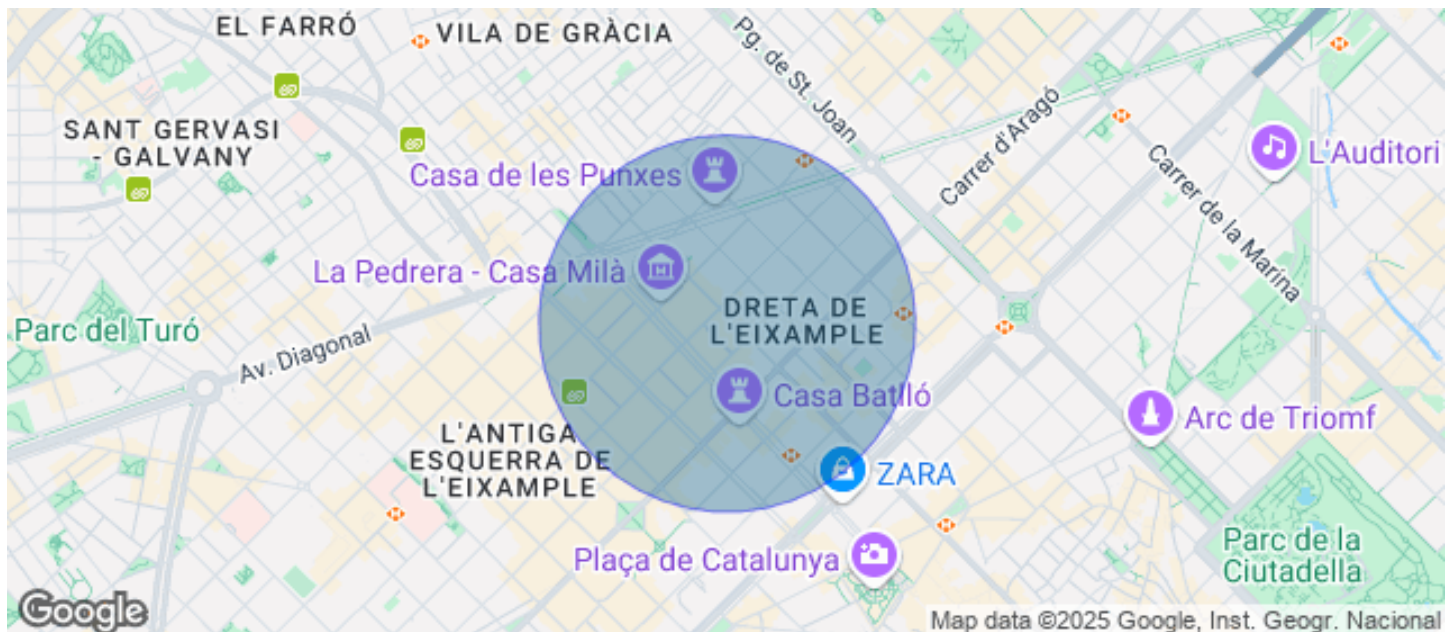 EL FARRÓ
VILA DE GRÀCIA
Pg. de St. Joan
Carrer d'Aragó
SANT GERVASI
- GALVANY
Casa de les Punxes
L'Auditori
Carrer de la Marina
La Pedrera - Casa Milà
DRETA DE
L'EIXAMPLE
Parc del Turó
Av. Diagonal
Casa Batlló
Arc de Triomf
L'ANTIGA
ESQUERRA DE
L'EIXAMPLE
ZARA
Plaça de Catalunya
Parc de la
Ciutadella
Google
Map data ©2025 Google, Inst. Geogr. Nacional